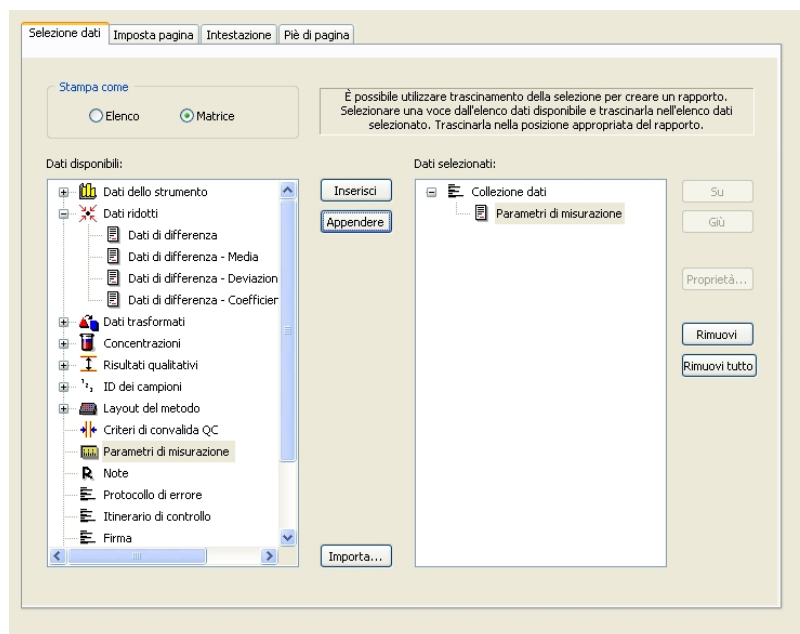 Selezione dati
Imposta pagina
Intestazione
Piè di pagina
Stampa come
Elenco
Matrice
È possibile utilizzare trascinamento della selezione per creare un rapporto.
Selezionare una voce dall'elenco dati disponibile e trascinarla nell'elenco dati
selezionato. Trascinarla nella posizione appropriata del rapporto.
Dati disponibili:
Dati dello strumento
Dati ridotti
Dati di differenza
Dati di differenza - Media
Dati di differenza - Deviazion
Dati di differenza - Coefficier
Dati trasformati
Concentrazioni
Risultati qualitativi
ID dei campioni
Layout del metodo
Criteri di convalida QC
Parametri di misurazione
Note
Protocollo di errore
Itinerario di controllo
Firma
Inserisci
Appendere
Importa...
Dati selezionati:
Collezione dati
Parametri di misurazione
Su
Giù
Proprietà...
Rimuovi
Rimuovi tutto